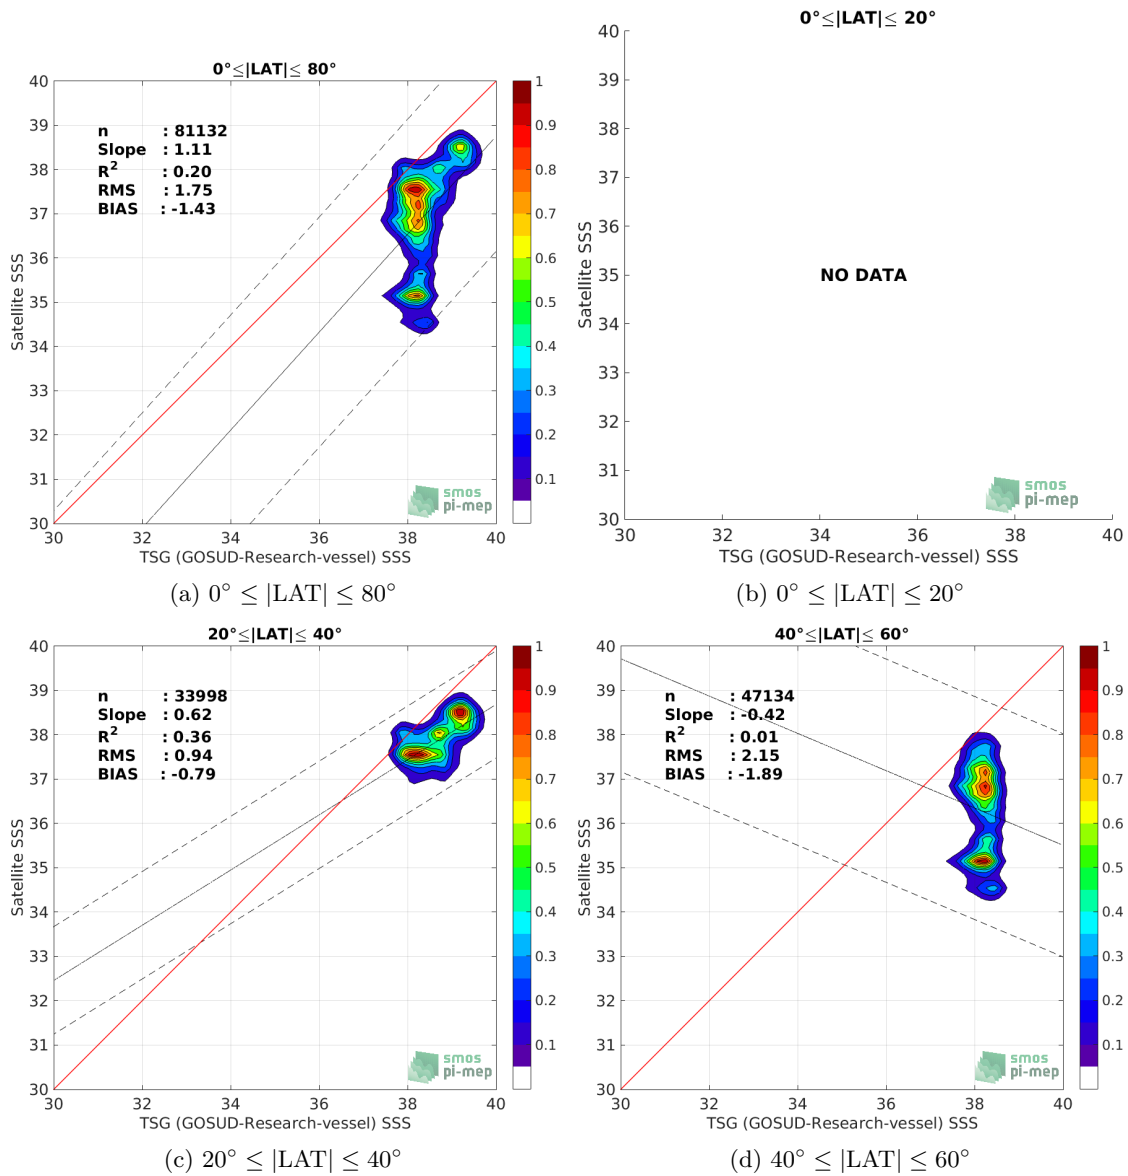 0°≤|LAT|≤ 80°
40
39
38
37
36
35
34
33
32
31
30
Satellite SSS
n : 81132
Slope : 1.11
R2 : 0.20
RMS : 1.75
BIAS : -1.43
smos
pi-mep
30 32 34 36 38 40
TSG (GOSUD-Research-vessel) SSS
1
0.9
0.8
0.7
0.6
0.5
0.4
0.3
0.2
0.1
(a) 0° ≤ |LAT| ≤ 80°
0°≤|LAT|≤ 20°
40
39
38
37
36
35
34
33
32
31
30
Satellite SSS
NO DATA
smos
pi-mep
30 32 34 36 38 40
TSG (GOSUD-Research-vessel) SSS
(b) 0° ≤ |LAT| ≤ 20°
20°≤|LAT|≤ 40°
40
39
38
37
36
35
34
33
32
31
30
Satellite SSS
n : 33998
Slope : 0.62
R2 : 0.36
RMS : 0.94
BIAS : -0.79
smos
pi-mep
30 32 34 36 38 40
TSG (GOSUD-Research-vessel) SSS
1
0.9
0.8
0.7
0.6
0.5
0.4
0.3
0.2
0.1
(c) 20° ≤ |LAT| ≤ 40°
40°≤|LAT|≤ 60°
40
39
38
37
36
35
34
33
32
31
30
Satellite SSS
n : 47134
Slope : -0.42
R2 : 0.01
RMS : 2.15
BIAS : -1.89
smos
pi-mep
30 32 34 36 38 40
TSG (GOSUD-Research-vessel) SSS
1
0.9
0.8
0.7
0.6
0.5
0.4
0.3
0.2
0.1
(d) 40° ≤ |LAT| ≤ 60°